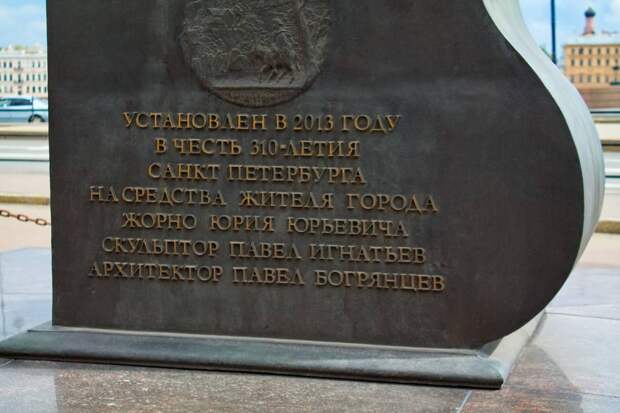 УСТАНОВЛЕН В 2013 ГОДУ
В ЧЕСТЬ 310-ЛЕТИЯ
САНКТ ПЕТЕРБУРГА
НА СРЕДСТВА ЖИТЕЛЯ ГОРОДА
ЖОРНО ЮРИЯ ЮРЬЕВИЧА
СКУЛЬПТОР ПАВЕЛ ИГНАТЬЕВ
АРХИТЕКТОР ПАВЕЛ БОГРЯНЦЕВ